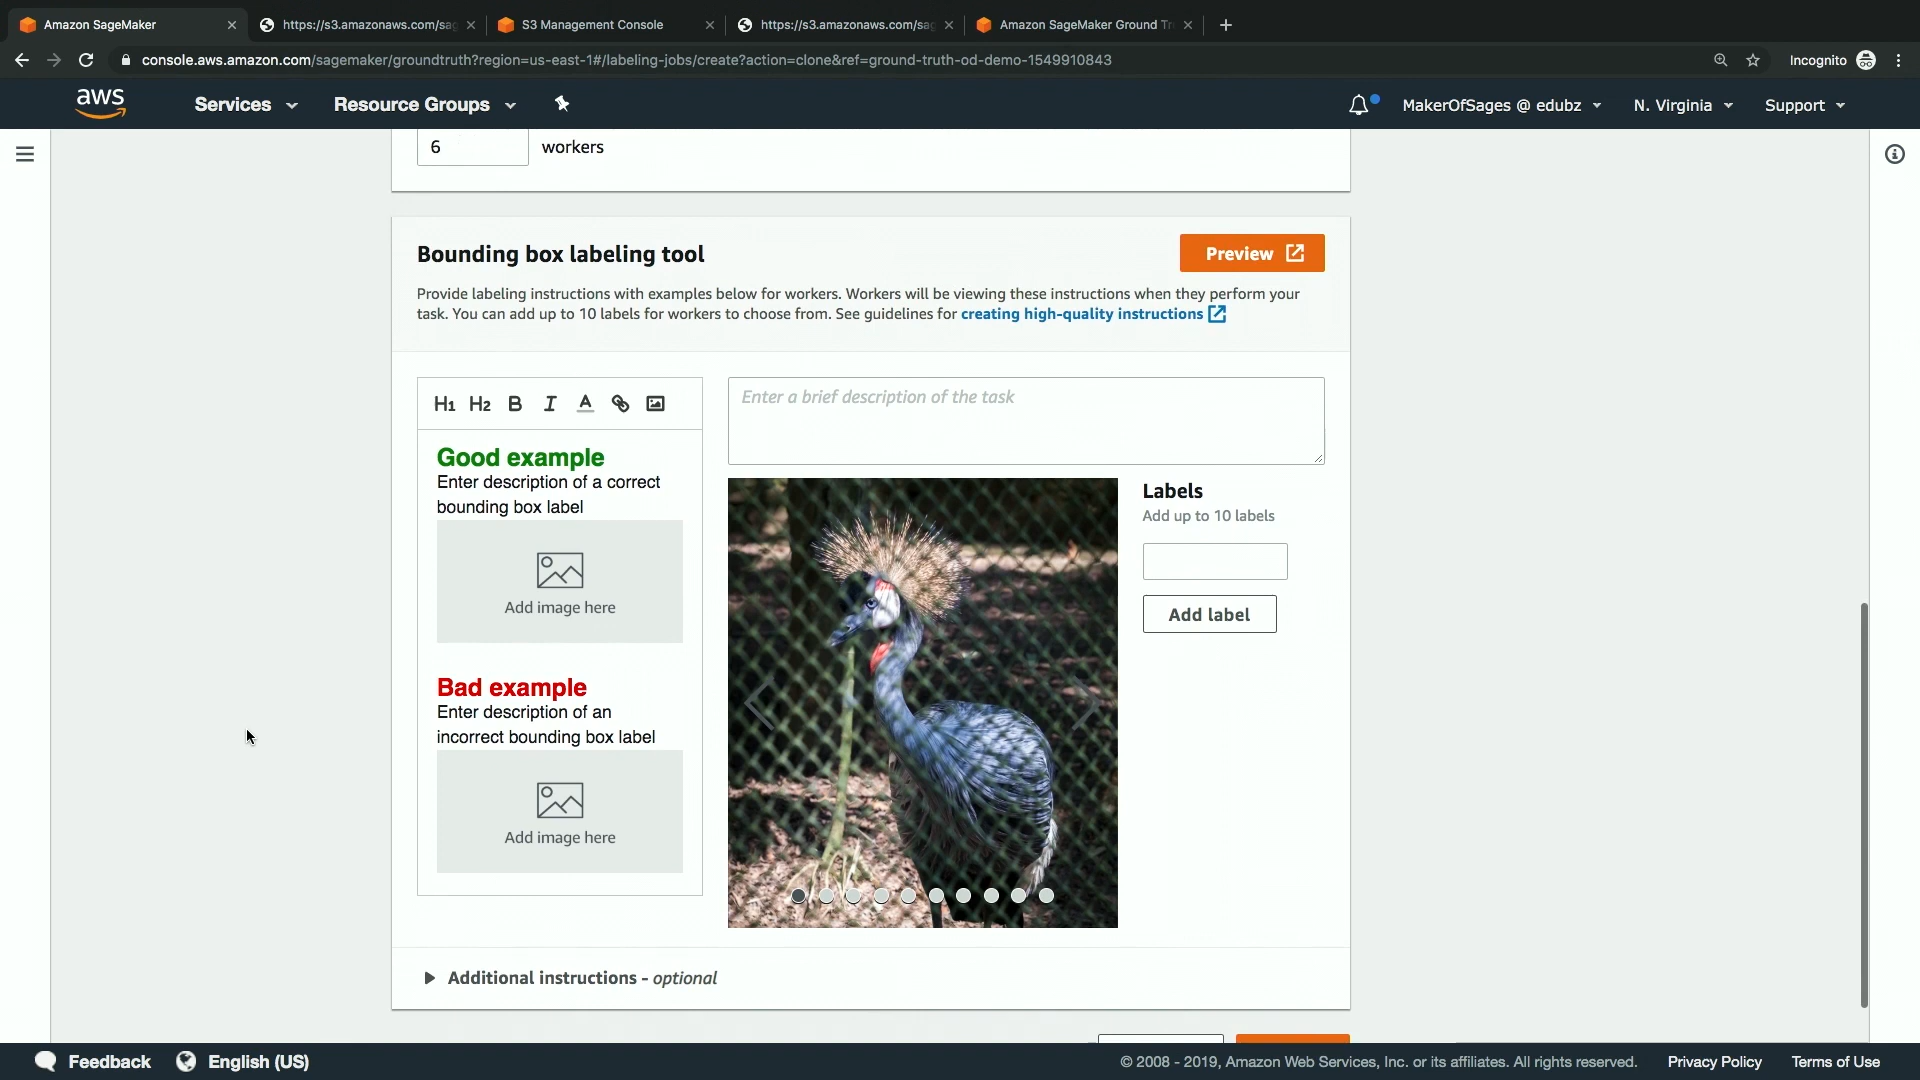 Amazon SageMaker
https://s3.amazonaws.com/sag
S3 Management Console
https://s3.amazonaws.com/sag
Amazon SageMaker Ground Tr
console.aws.amazon.com/sagemaker/groundtruth?region=us-east-1#/labeling-jobs/create?action=clone&ref=ground-truth-od-demo-1549910843
Incognito
aws
Services
Resource Groups
MakerOfSages @ edubz
N. Virginia
Support
6
workers
Bounding box labeling tool
Preview
Provide labeling instructions with examples below for workers. Workers will be viewing these instructions when they perform your
task. You can add up to 10 labels for workers to choose from. See guidelines for creating high-quality instructions
H1 H2 B I A
Enter a brief description of the task
Good example
Enter description of a correct
bounding box label
Add image here
Bad example
Enter description of an
incorrect bounding box label
Add image here
Labels
Add up to 10 labels
Add label
Additional instructions - optional
Feedback
English (US)
© 2008 - 2019, Amazon Web Services, Inc. or its affiliates. All rights reserved.
Privacy Policy
Terms of Use